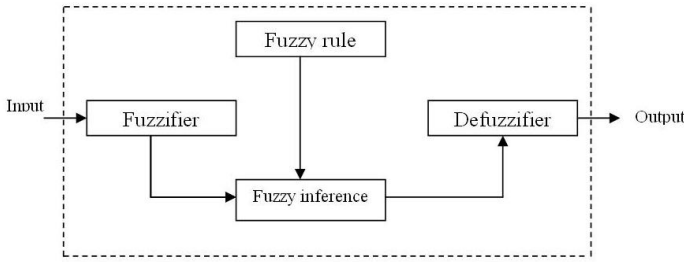 Fuzzy rule
Input
Fuzzifier
Defuzzifier
Output
Fuzzy inference